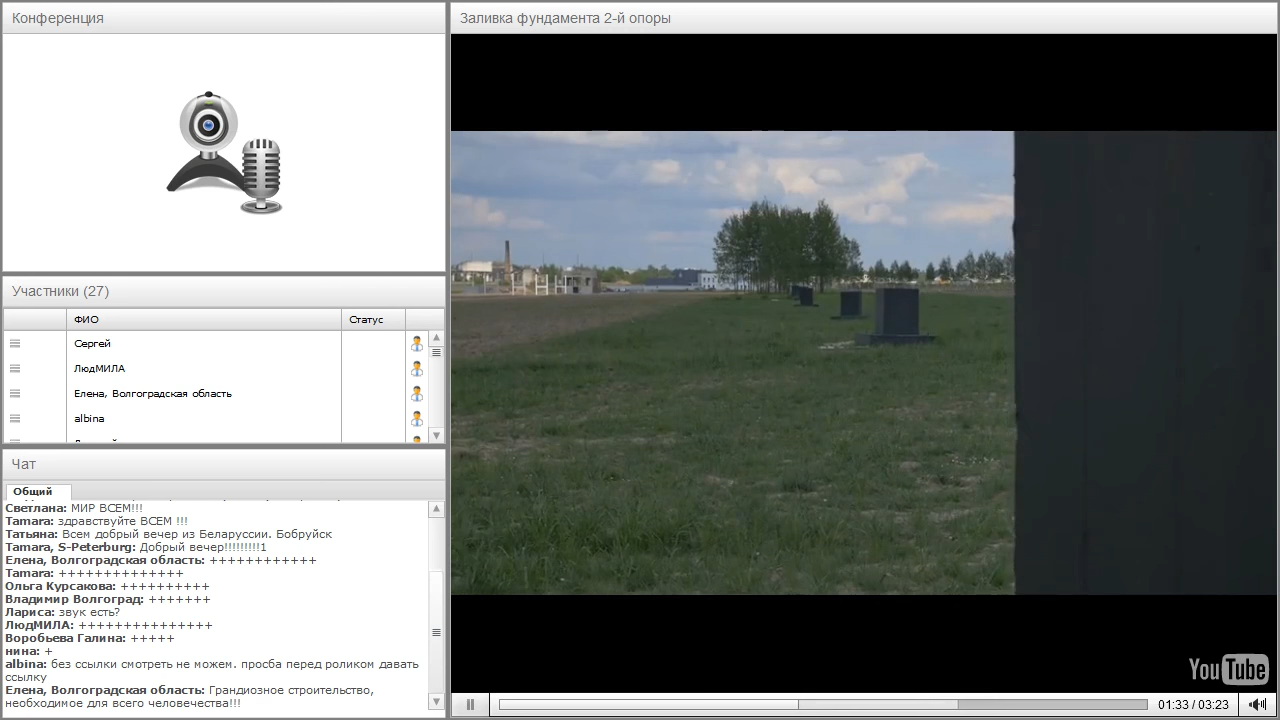 Конференция
Заливка фундамента 2-й опоры
Участники (27)
ФИО
Статус
Сергей
ЛюдМИЛА
Елена, Волгоградская область
albina
Чат
Общий
Светлана: МИР ВСЕМ!!!
Tamara: здравствуйте ВСЕМ !!!
Татьяна: Всем добрый вечер из Беларуссии. Бобруйск
Tamara, S-Peterburg: Добрый вечер!!!!!!!!!1
Елена, Волгоградская область: ++++++++++++
Tamara: ++++++++++++++
Ольга Курсакова: ++++++++++
Владимир Волгоград: +++++++
Лариса: звук есть?
ЛюдМИЛА: +++++++++++++++
Воробьева Галина: +++++
нина: +
albina: без ссылки смотреть не можем. просба перед роликом давать
ссылку
Елена, Волгоградская область: Грандиозное строительство,
необходимое для всего человечества!!!
YouTube
01:33 / 03:23